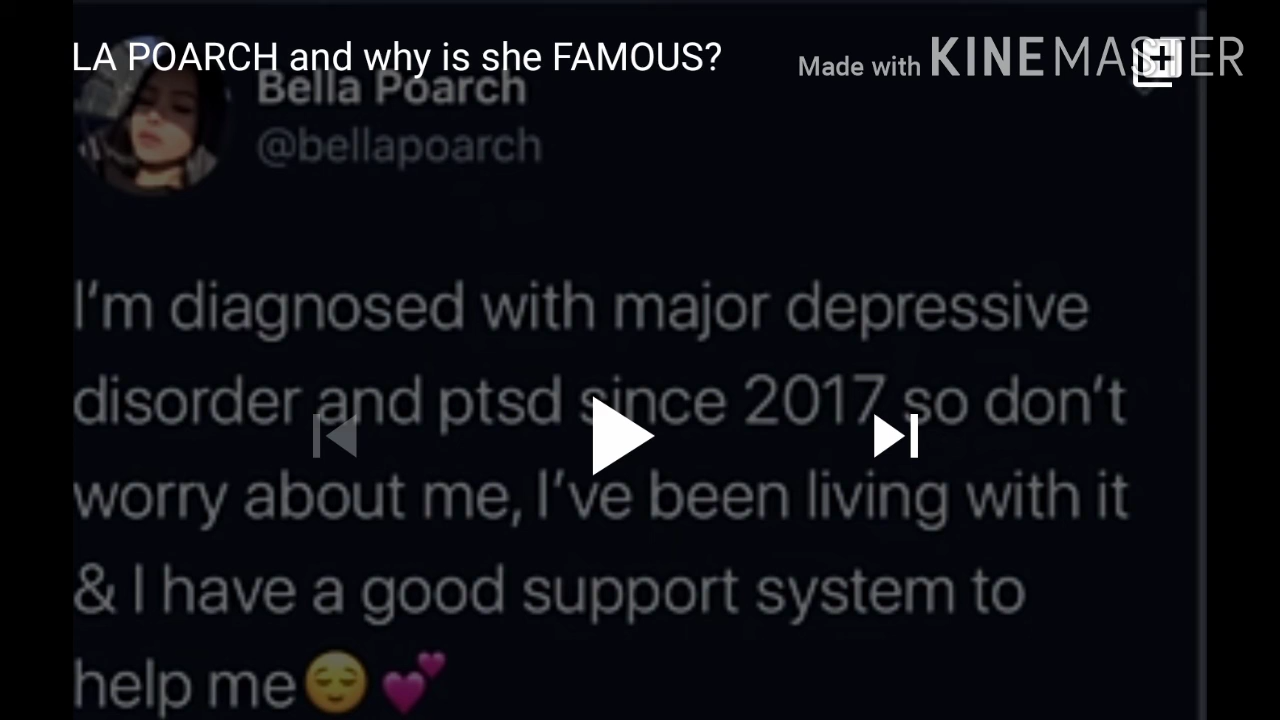 LA POARCH and why is she FAMOUS?
Made with KINEMASTER
Bella Poarch
@bellapoarch
I'm diagnosed with major depressive
disorder and ptsd since 2017 so don't
worry about me, I've been living with it
& I have a good support system to
help me😌💕